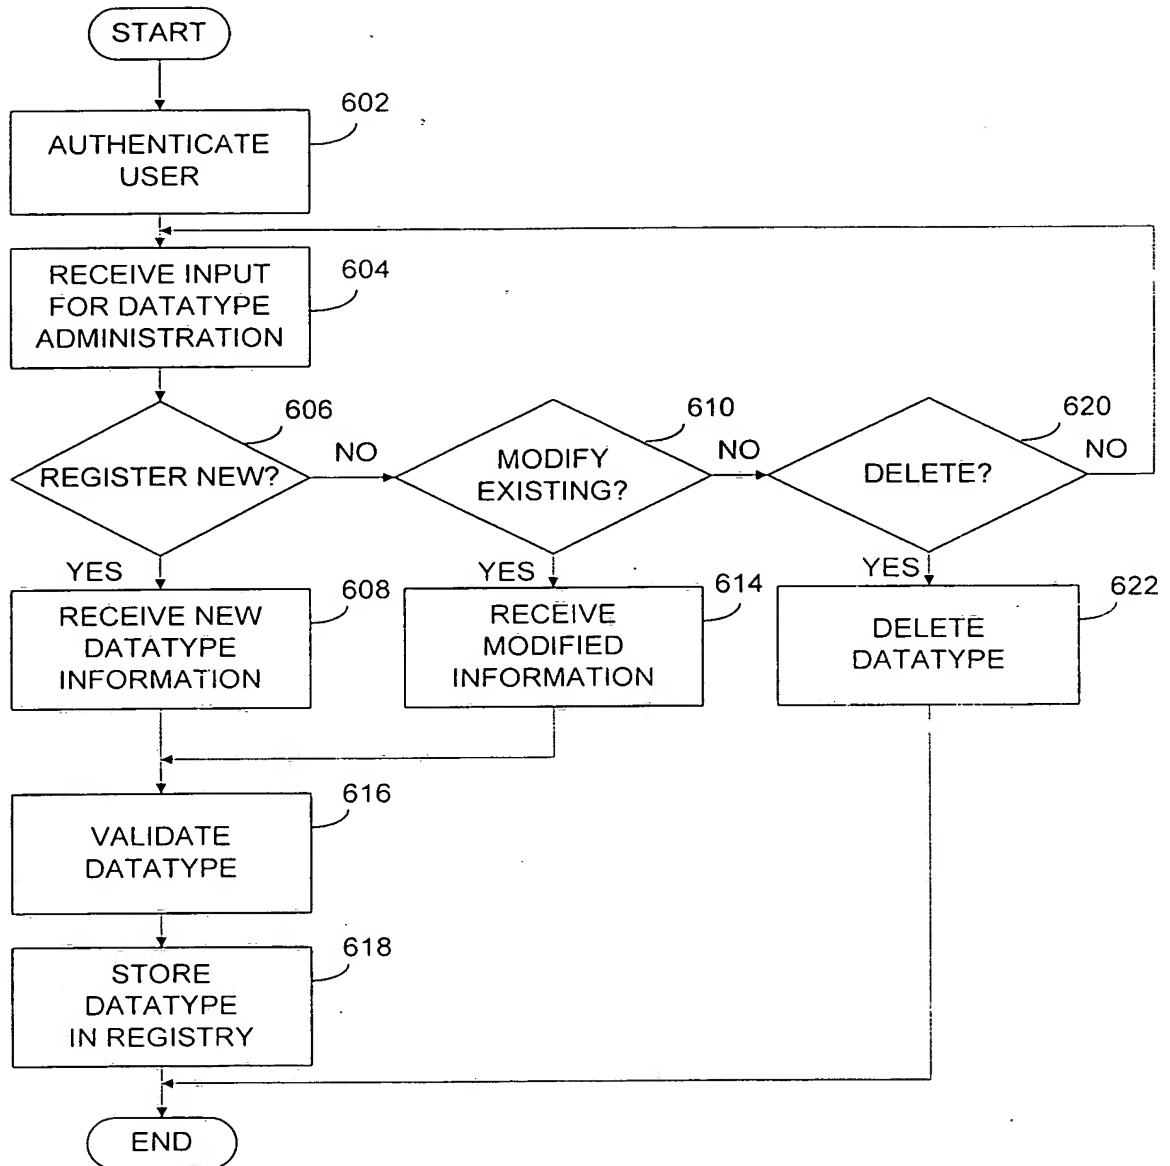 START
602
AUTHENTICATE
USER
RECEIVE INPUT
FOR DATATYPE
ADMINISTRATION
604
606
REGISTER NEW?
NO
610
MODIFY
EXISTING?
NO
620
DELETE?
NO
YES
RECEIVE NEW
DATATYPE
INFORMATION
608
YES
RECEIVE
MODIFIED
INFORMATION
614
YES
DELETE
DATATYPE
622
616
VALIDATE
DATATYPE
618
STORE
DATATYPE
IN REGISTRY
END